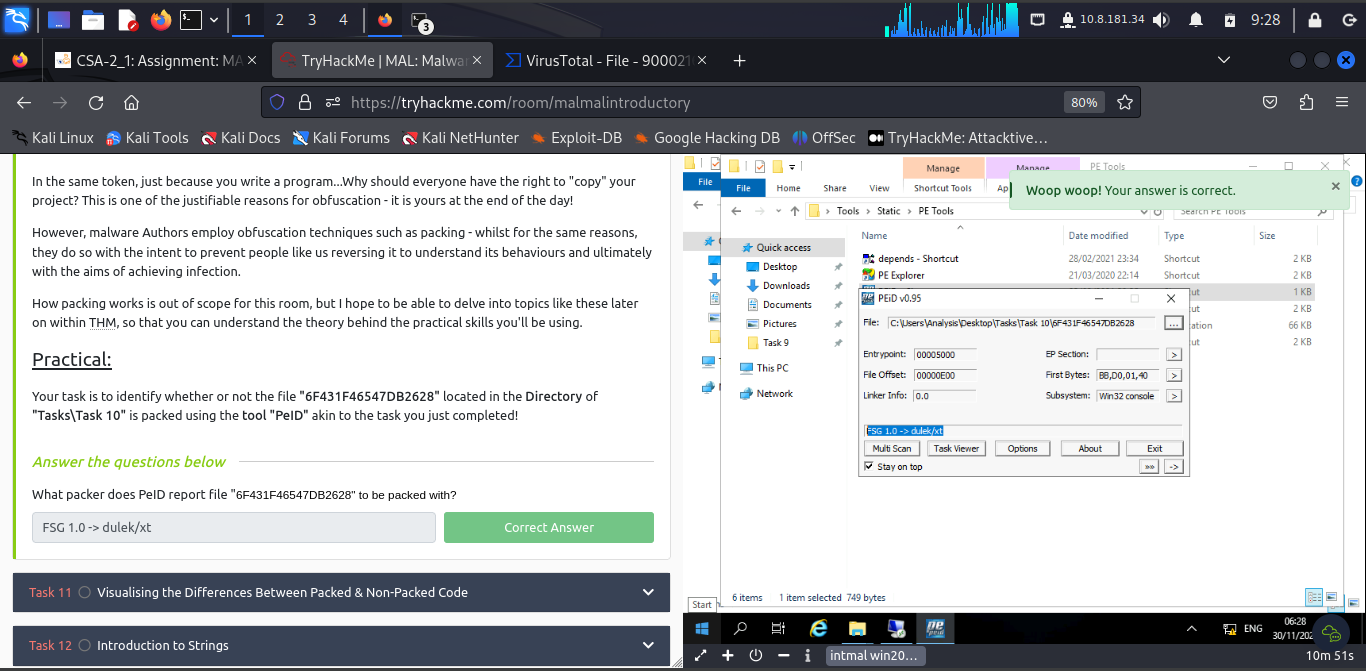 1 2 3 4 3 10.8.181.34 9:28
CSA-2_1: Assignment: MA TryHackMe | MAL: Malwa VirusTotal - File - 900021
https://tryhackme.com/room/malmalintroductory 80%
Kali Linux Kali Tools Kali Docs Kali Forums Kali NetHunter Exploit-DB Google Hacking DB OffSec TryHackMe: Attacktive…
In the same token, just because you write a program...Why should everyone have the right to "copy" your
project? This is one of the justifiable reasons for obfuscation - it is yours at the end of the day!
However, malware Authors employ obfuscation techniques such as packing - whilst for the same reasons,
they do so with the intent to prevent people like us reversing it to understand its behaviours and ultimately
with the aims of achieving infection.
How packing works is out of scope for this room, but I hope to be able to delve into topics like these later
on within THM, so that you can understand the theory behind the practical skills you'll be using.
Practical:
Your task is to identify whether or not the file "6F431F46547DB2628" located in the Directory of
"Tasks\Task 10" is packed using the tool "PeID" akin to the task you just completed!
Answer the questions below
What packer does PeID report file "6F431F46547DB2628" to be packed with?
FSG 1.0 -> dulek/xt Correct Answer
Task 11 Visualising the Differences Between Packed & Non-Packed Code
Task 12 Introduction to Strings
Manage Manage PE Tools
File File Home Share View Shortcut Tools
Woop woop! Your answer is correct.
Tools Static PE Tools Search PE Tools
Name Date modified Type Size
Quick access
Desktop
Downloads
Documents
Pictures
Task 9
This PC
Network
depends - Shortcut 28/02/2021 23:34 Shortcut 2 KB
PE Explorer 21/03/2020 22:14 Shortcut 2 KB
1 KB
2 KB
66 KB
2 KB
PEiD v0.95
File: C:\Users\Analysis\Desktop\Tasks\Task 10\6F431F46547DB2628 ...
Entrypoint: 00005000 EP Section: >
File Offset: 00000E00 First Bytes: BB,D0,01,40 >
Linker Info: 0.0 Subsystem: Win32 console >
FSG 1.0 -> dulek/xt
Multi Scan Task Viewer Options About Exit
Stay on top >> ->
6 items 1 item selected 749 bytes
Start
ENG 06:28
30/11/202
intmal win20... 10m 51s